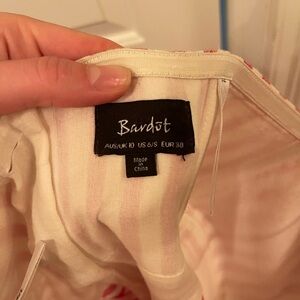 Bardot
AUS/UK 10 US 6/S EUR 38
MADE
IN
CHINA